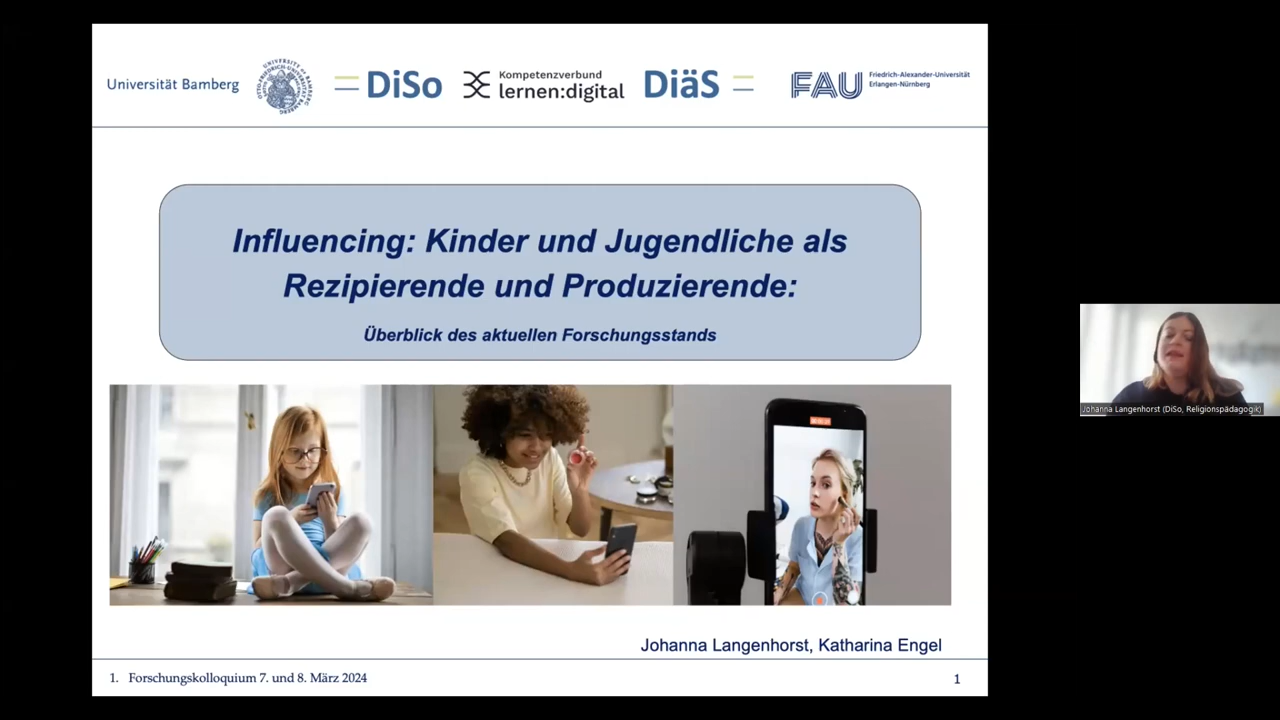 Universität Bamberg
DiSo
Kompetenzverbund
lernen:digital
DiäS
FAU
Friedrich-Alexander-Universität
Erlangen-Nürnberg
Influencing: Kinder und Jugendliche als
Rezipierende und Produzierende:
Überblick des aktuellen Forschungsstands
Johanna Langenhorst, Katharina Engel
1. Forschungskolloquium 7. und 8. März 2024
1
Johanna Langenhorst (DiSo, Religionspädagogik)